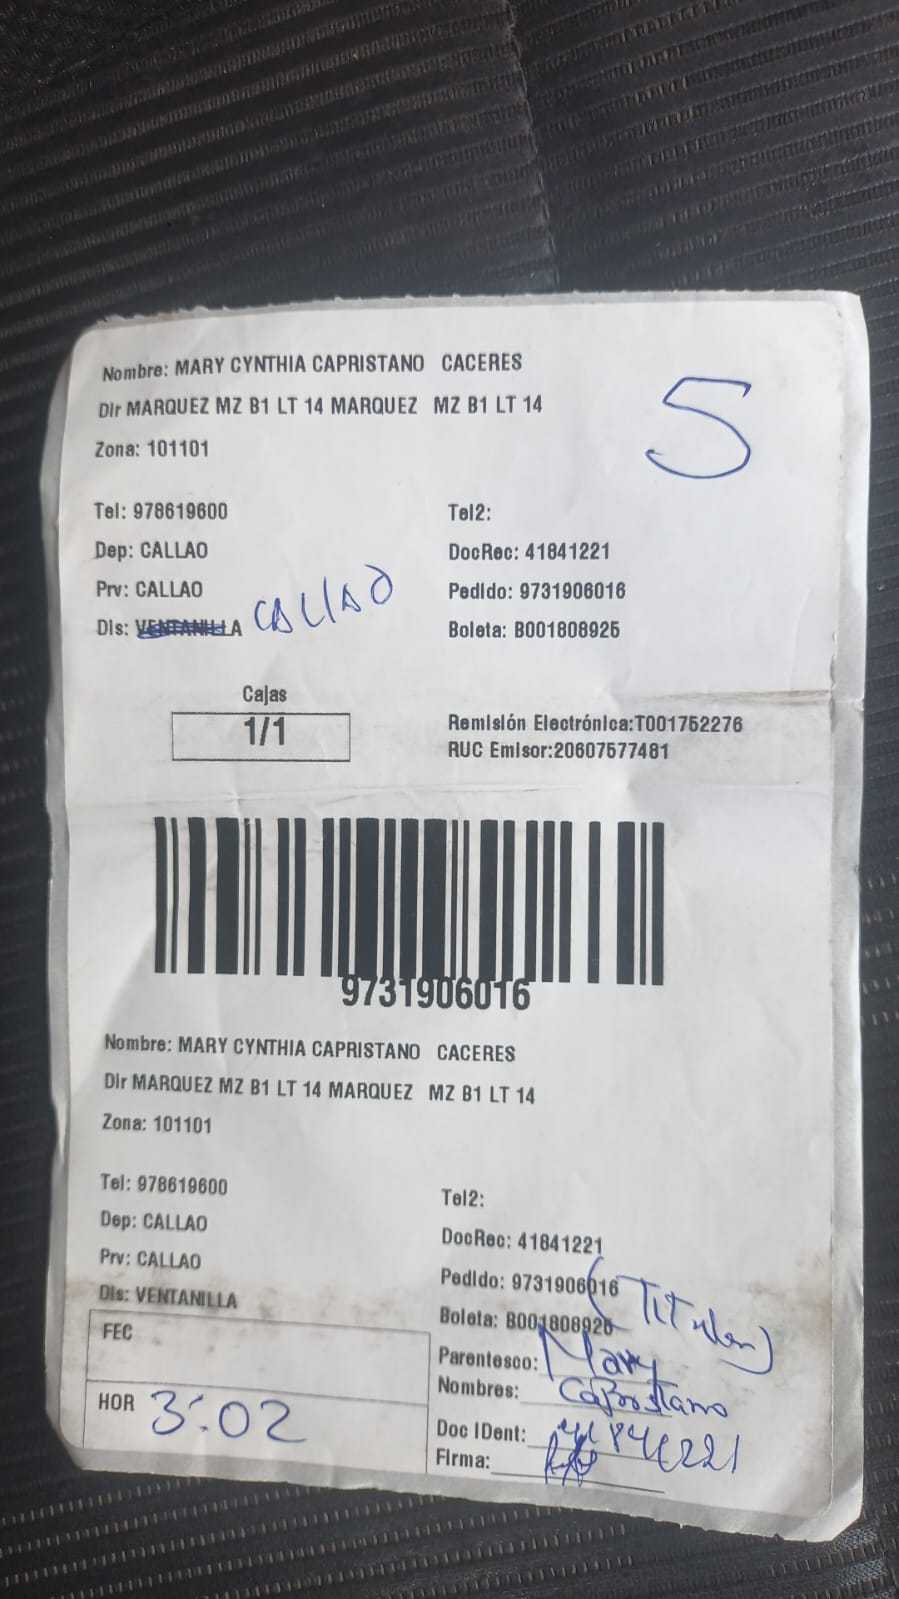 Nombre: MARY CYNTHIA CAPRISTANO CACERES
Dir MARQUEZ MZ B1 LT 14 MARQUEZ MZ B1 LT 14
5
Zona: 101101
Tel: 978619600 Tel2:
Dep: CALLAO DocRec: 41841221
Prv: CALLAO Pedido: 9731906016
Dis: VENTANILLA CALLAO Boleta: B001808925
Cajas
1/1
Remisión Electrónica:T001752276
RUC Emisor:20607577481
9731906016
Nombre: MARY CYNTHIA CAPRISTANO CACERES
Dir MARQUEZ MZ B1 LT 14 MARQUEZ MZ B1 LT 14
Zona: 101101
Tel: 978619600 Tel2:
Dep: CALLAO DocRec: 41841221
Prv: CALLAO Pedido: 9731906016
Dis: VENTANILLA Boleta: B001808925
(Titular)
FEC
Parentesco: Mary
Nombres: Capristano
HOR 3:02
Doc IDent: 41841221
Firma: